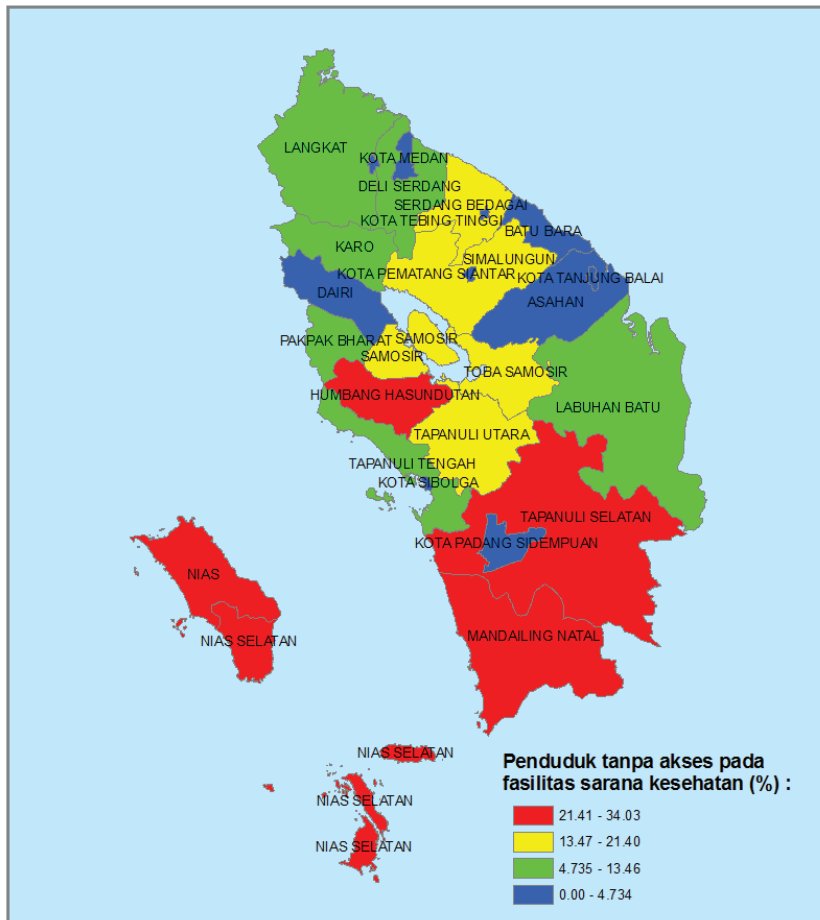 LANGKAT
KOTA MEDAN
DELI SERDANG
SERDANG BEDAGAI
KOTA TEBING TINGGI
BATU BARA
KARO
SIMALUNGUN
KOTA PEMATANG SIANTAR
KOTA TANJUNG BALAI
DAIRI
ASAHAN
PAKPAK BHARAT
SAMOSIR
SAMOSIR
TOBA SAMOSIR
HUMBANG HASUNDUTAN
LABUHAN BATU
TAPANULI UTARA
TAPANULI TENGAH
KOTA SIBOLGA
TAPANULI SELATAN
KOTA PADANG SIDEMPUAN
NIAS
NIAS SELATAN
MANDAILING NATAL
NIAS SELATAN
NIAS SELATAN
NIAS SELATAN
Penduduk tanpa akses pada
fasilitas sarana kesehatan (%) :
21.41 - 34.03
13.47 - 21.40
4.735 - 13.46
0.00 - 4.734